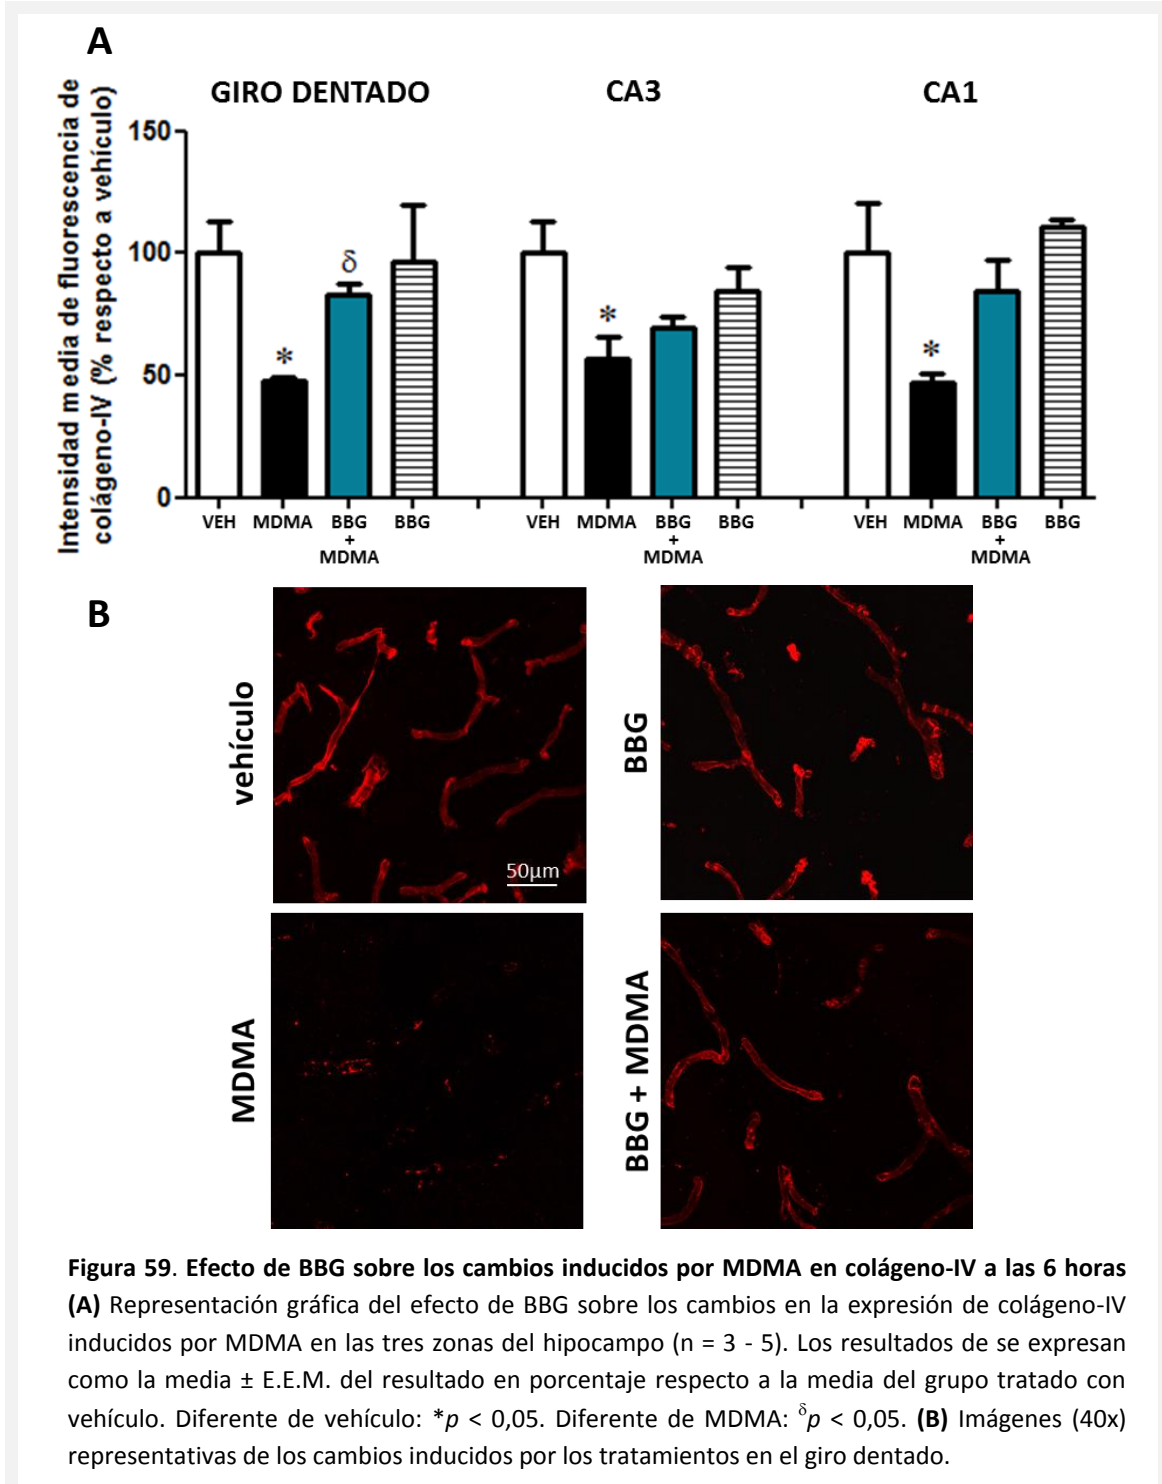 A
GIRO DENTADO CA3 CA1
Intensidad media de fluorescencia de
colágeno-IV (% respecto a vehículo)
150
100
50
0
* δ * *
VEH MDMA BBG + MDMA BBG VEH MDMA BBG + MDMA BBG VEH MDMA BBG + MDMA BBG
B
vehículo
50µm
BBG
MDMA
BBG + MDMA
Figura 59. Efecto de BBG sobre los cambios inducidos por MDMA en colágeno-IV a las 6 horas
(A) Representación gráfica del efecto de BBG sobre los cambios en la expresión de colágeno-IV
inducidos por MDMA en las tres zonas del hipocampo (n = 3 - 5). Los resultados de se expresan
como la media ± E.E.M. del resultado en porcentaje respecto a la media del grupo tratado con
vehículo. Diferente de vehículo: *p < 0,05. Diferente de MDMA: δp < 0,05. (B) Imágenes (40x)
representativas de los cambios inducidos por los tratamientos en el giro dentado.